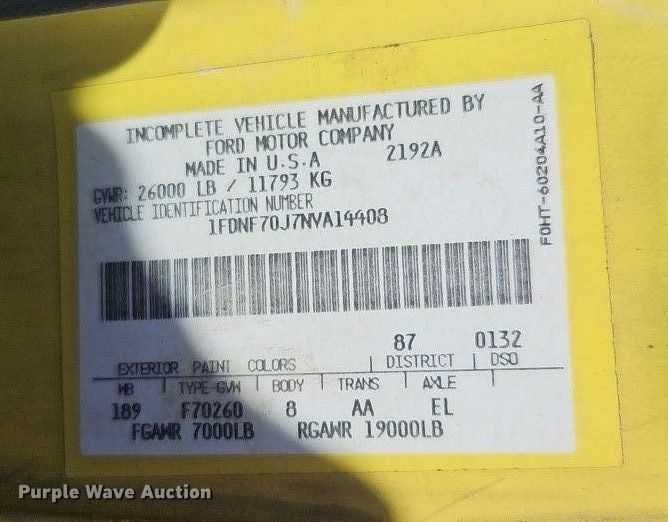 INCOMPLETE VEHICLE MANUFACTURED BY
FORD MOTOR COMPANY
MADE IN U.S.A 2192A
GVWR: 26000 LB / 11793 KG
VEHICLE IDENTIFICATION NUMBER
1FDNF70J7NVA14408
F0HT-60204A10-AA
87 0132
EXTERIOR PAINT COLORS DISTRICT DSO
WB TYPE-GVW BODY TRANS AXLE
189 F70260 8 AA EL
FGAWR 7000LB RGAWR 19000LB
Purple Wave Auction